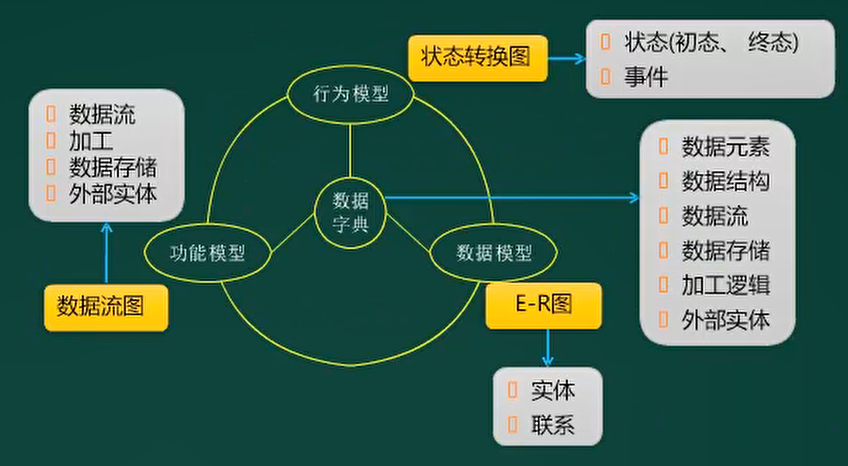 状态转换图
状态(初态、 终态)
事件
行为模型
数据流
加工
数据存储
外部实体
数据
字典
数据元素
数据结构
数据流
数据存储
加工逻辑
外部实体
功能模型
数据模型
数据流图
E-R图
实体
联系